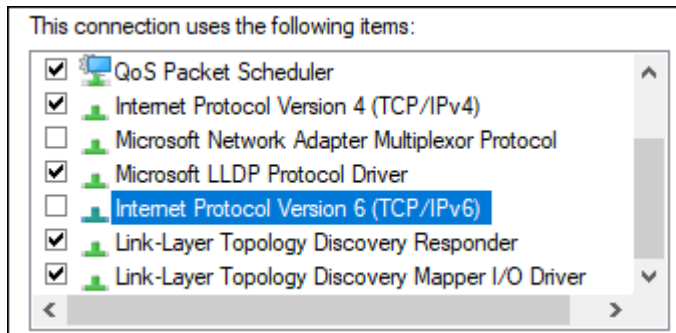 This connection uses the following items:
QoS Packet Scheduler
Internet Protocol Version 4 (TCP/IPv4)
Microsoft Network Adapter Multiplexor Protocol
Microsoft LLDP Protocol Driver
Internet Protocol Version 6 (TCP/IPv6)
Link-Layer Topology Discovery Responder
Link-Layer Topology Discovery Mapper I/O Driver